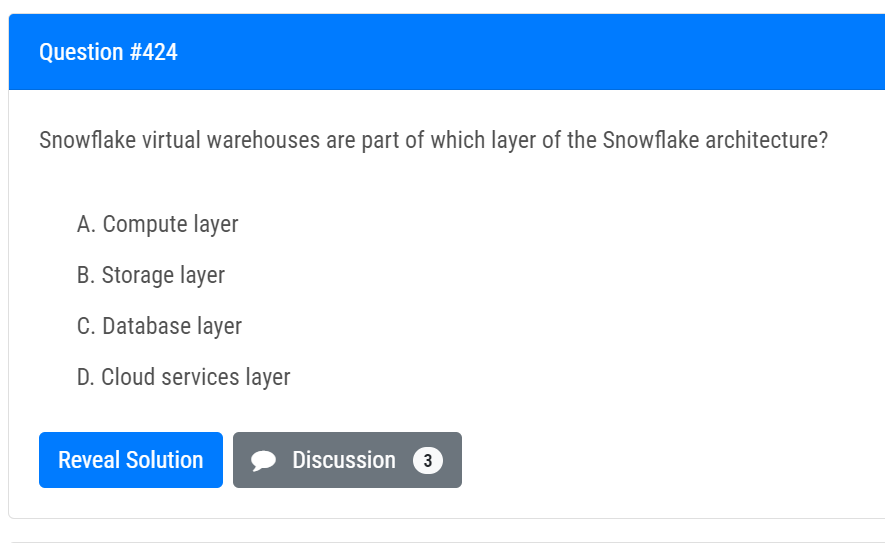 Question #424
Snowflake virtual warehouses are part of which layer of the Snowflake architecture?
A. Compute layer
B. Storage layer
C. Database layer
D. Cloud services layer
Reveal Solution Discussion 3